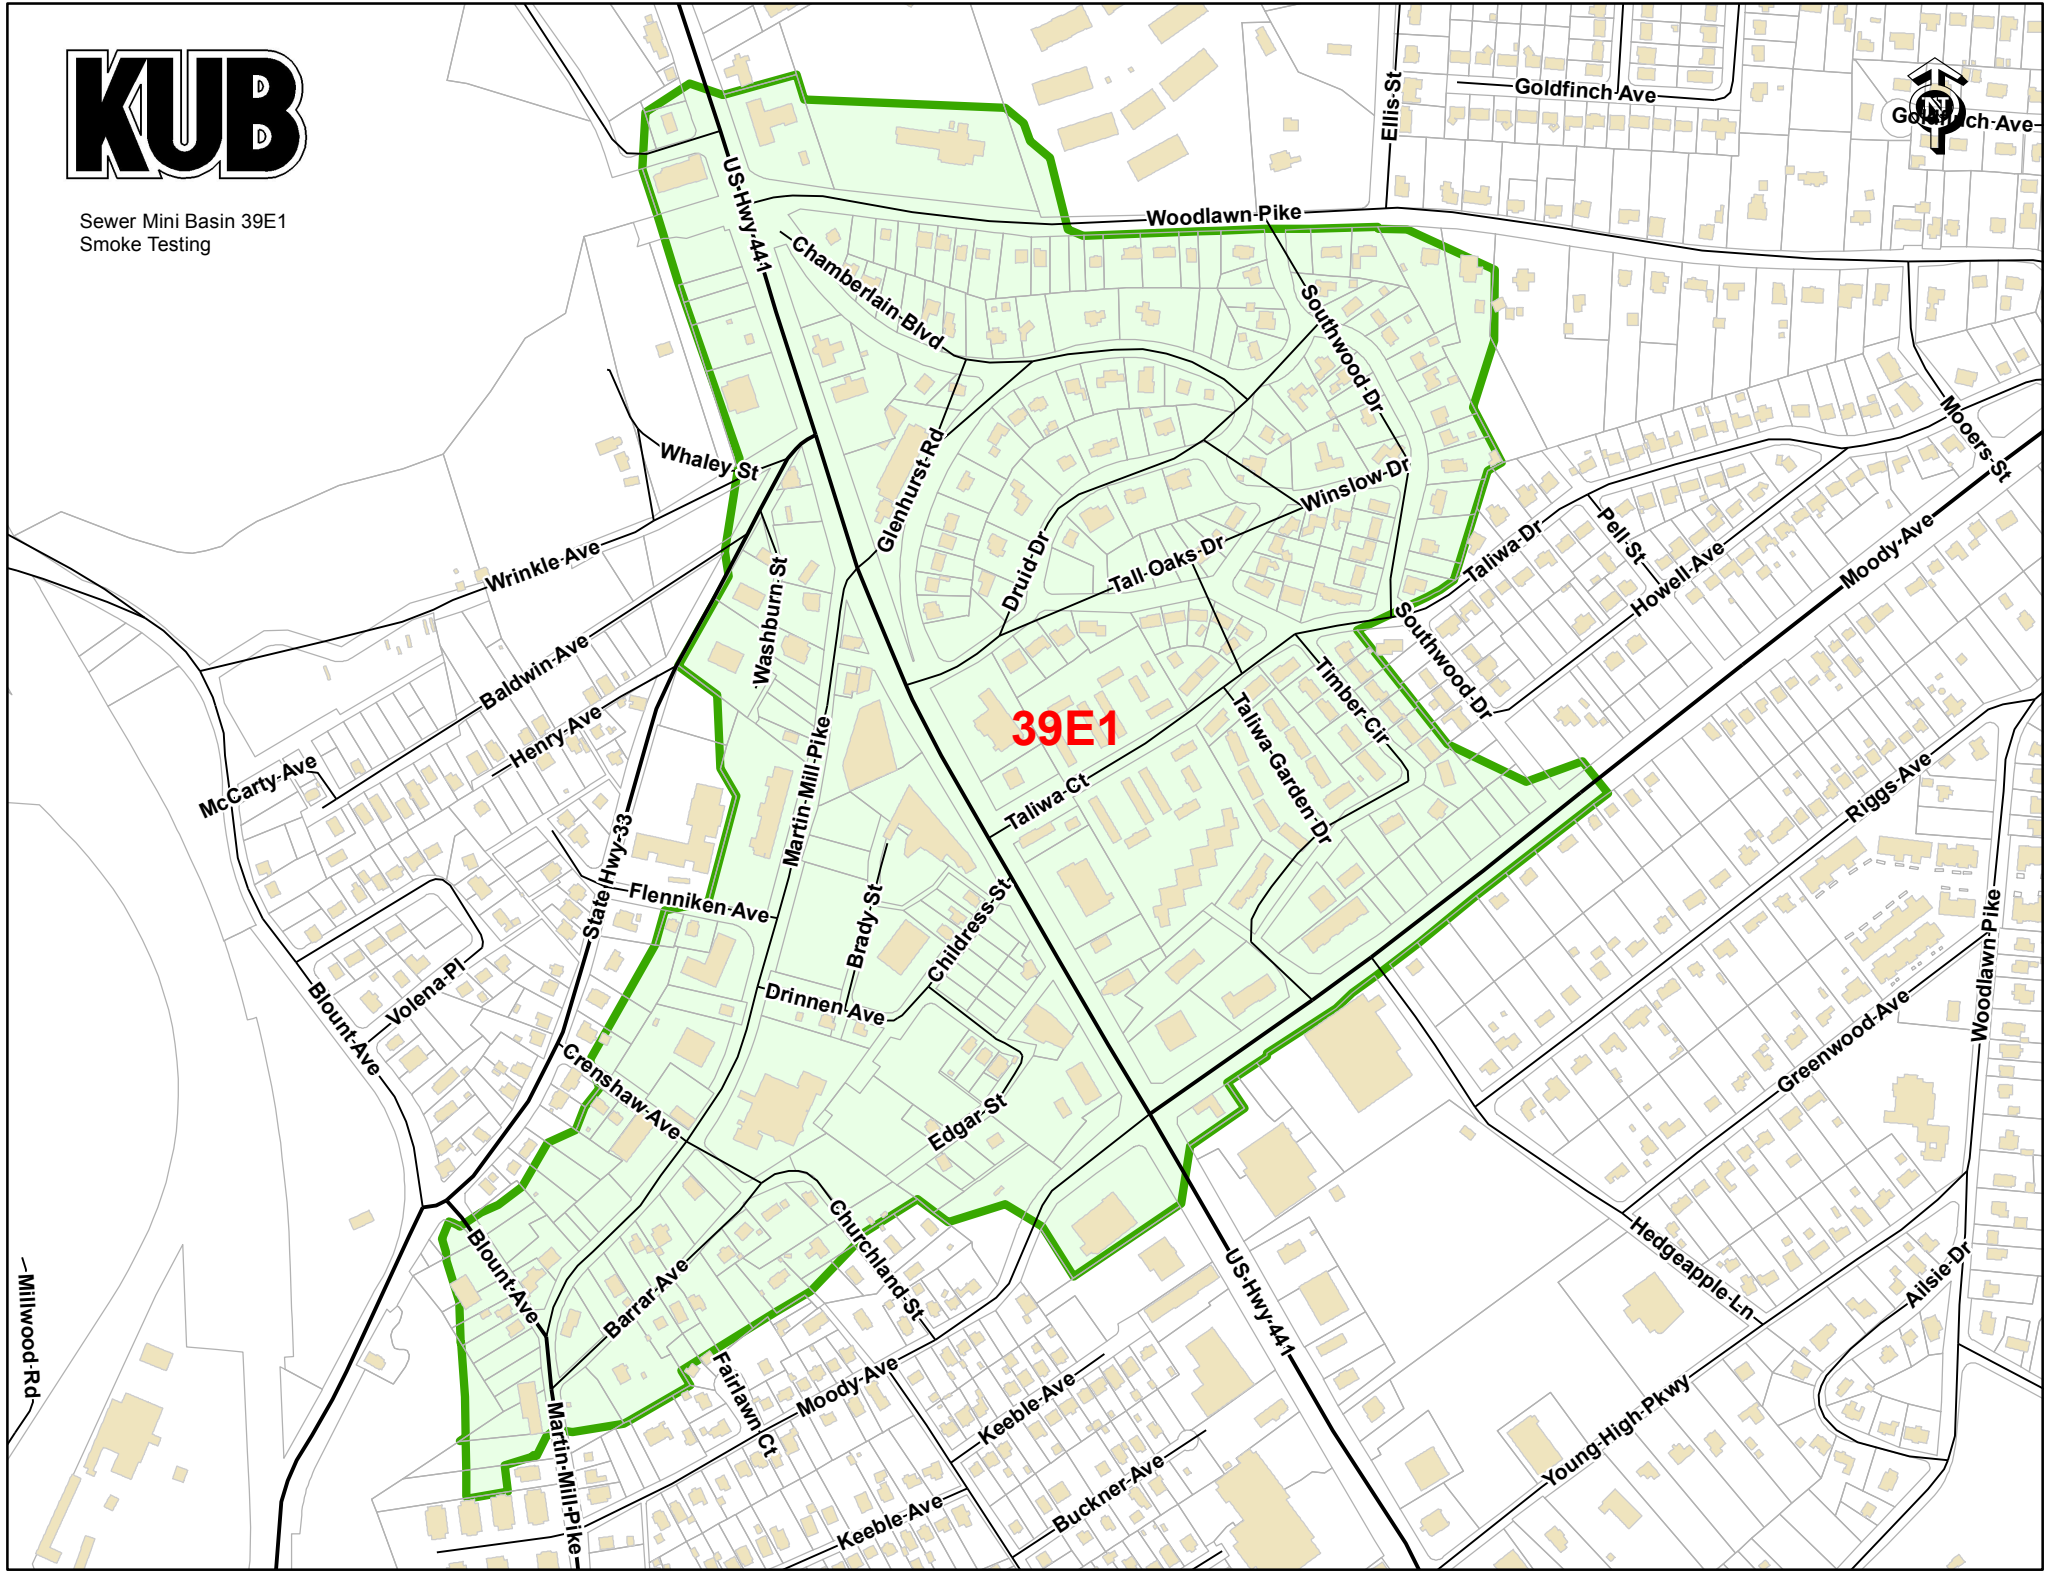 KUB
Sewer Mini Basin 39E1
Smoke Testing
Goldfinch Ave
Ellis St
N
Goldfinch Ave
US Hwy 441
Woodlawn Pike
Chamberlain Blvd
Southwood Dr
Whaley St
Glenhurst Rd
Winslow Dr
Mooers St
Wrinkle Ave
Washburn St
Druid Dr
Tall Oaks Dr
Taliwa Dr
Pell St
Howell Ave
Moody Ave
Baldwin Ave
Southwood Dr
Henry Ave
39E1
Timber Cir
McCarty Ave
Martin Mill Pike
Taliwa Ct
Taliwa Garden Dr
Riggs Ave
State Hwy 33
Flenniken Ave
Brady St
Childress St
Woodlawn Pike
Volena Pl
Blount Ave
Drinnen Ave
Greenwood Ave
Crenshaw Ave
Edgar St
Churchland St
Hedgeapple Ln
Ailsie Dr
Blount Ave
Barrar Ave
US Hwy 441
Millwood Rd
Fairlawn Ct
Moody Ave
Keeble Ave
Martin Mill Pike
Young High Pkwy
Keeble Ave
Buckner Ave